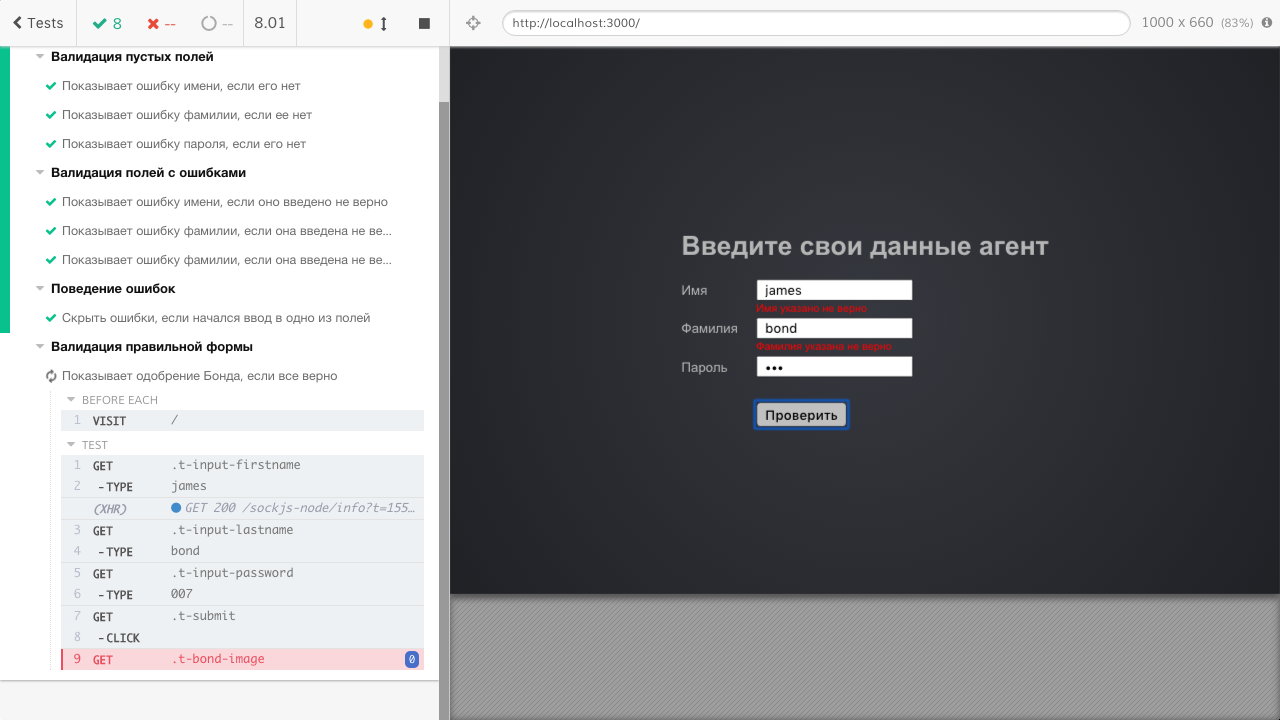 Tests
8
--
--
8.01
http://localhost:3000/
1000 x 660 (83%)
Валидация пустых полей
Показывает ошибку имени, если его нет
Показывает ошибку фамилии, если ее нет
Показывает ошибку пароля, если его нет
Валидация полей с ошибками
Показывает ошибку имени, если оно введено не верно
Показывает ошибку фамилии, если она введена не ве...
Показывает ошибку фамилии, если она введена не ве...
Поведение ошибок
Скрыть ошибки, если начался ввод в одно из полей
Валидация правильной формы
Показывает одобрение Бонда, если все верно
BEFORE EACH
1 VISIT /
TEST
1 GET .t-input-firstname
2 -TYPE james
(XHR) GET 200 /sockjs-node/info?t=155...
3 GET .t-input-lastname
4 -TYPE bond
5 GET .t-input-password
6 -TYPE 007
7 GET .t-submit
8 -CLICK
9 GET .t-bond-image 0
Введите свои данные агент
Имя james
Имя указано не верно
Фамилия bond
Фамилия указана не верно
Пароль •••
Проверить